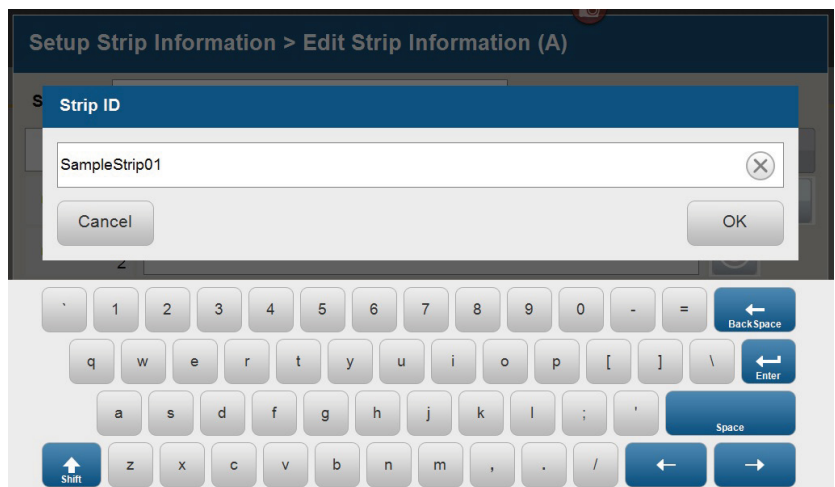 Setup Strip Information > Edit Strip Information (A)
S
Strip ID
SampleStrip01
Cancel OK
2
` 1 2 3 4 5 6 7 8 9 0 - = BackSpace
q w e r t y u i o p [ ] \ Enter
a s d f g h j k l ; ' Space
Shift z x c v b n m , . /